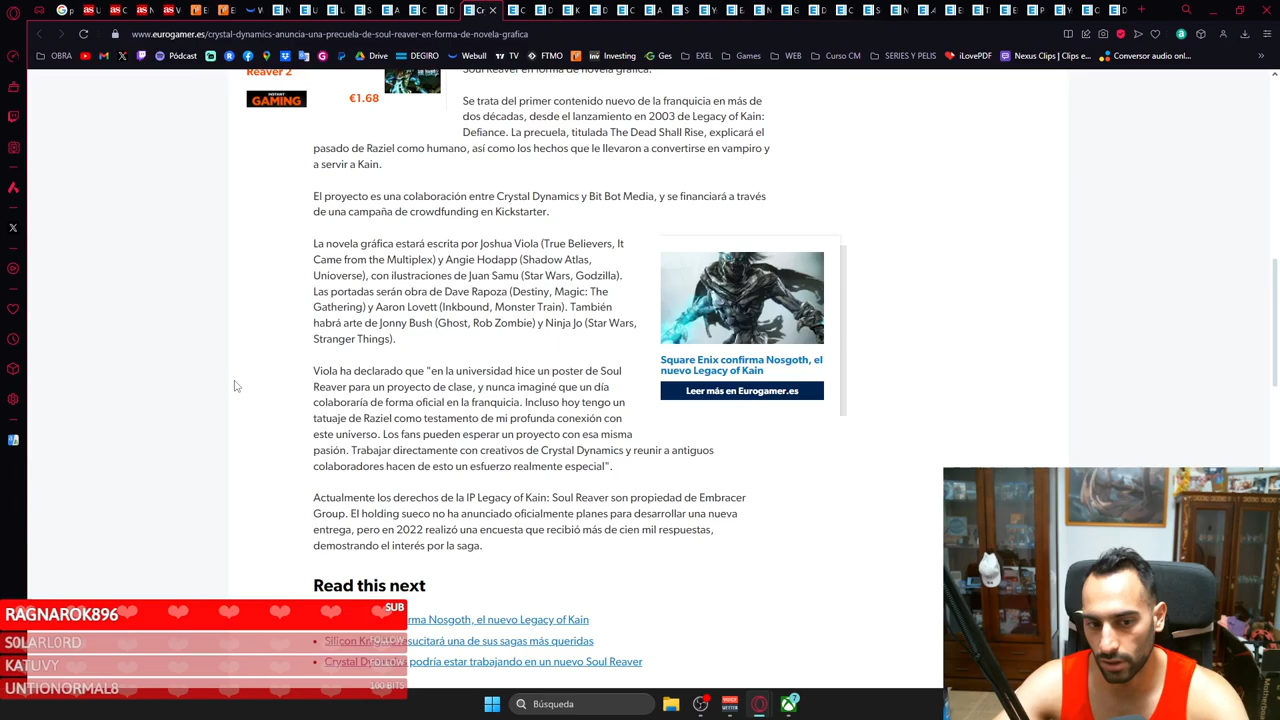 www.eurogamer.es/crystal-dynamics-anuncia-una-precuela-de-soul-reaver-en-forma-de-novela-grafica
OBRA
Pódcast
Drive
DEGIRO
Webull
TV
FTMO
Investing
Ges
EXEL
Games
WEB
Curso CM
SERIES Y PELIS
iLovePDF
Nexus Clips | Clips e...
Conversor audio onl...
Reaver 2
GAMING
€1.68
Soul Reaver en forma de novela gráfica.
Se trata del primer contenido nuevo de la franquicia en más de
dos décadas, desde el lanzamiento en 2003 de Legacy of Kain:
Defiance. La precuela, titulada The Dead Shall Rise, explicará el
pasado de Raziel como humano, así como los hechos que le llevaron a convertirse en vampiro y
a servir a Kain.
El proyecto es una colaboración entre Crystal Dynamics y Bit Bot Media, y se financiará a través
de una campaña de crowdfunding en Kickstarter.
La novela gráfica estará escrita por Joshua Viola (True Believers, It
Came from the Multiplex) y Angie Hodapp (Shadow Atlas,
Unioverse), con ilustraciones de Juan Samu (Star Wars, Godzilla).
Las portadas serán obra de Dave Rapoza (Destiny, Magic: The
Gathering) y Aaron Lovett (Inkbound, Monster Train). También
habrá arte de Jonny Bush (Ghost, Rob Zombie) y Ninja Jo (Star Wars,
Stranger Things).
Square Enix confirma Nosgoth, el
nuevo Legacy of Kain
Leer más en Eurogamer.es
Viola ha declarado que "en la universidad hice un poster de Soul
Reaver para un proyecto de clase, y nunca imaginé que un día
colaboraría de forma oficial en la franquicia. Incluso hoy tengo un
tatuaje de Raziel como testamento de mi profunda conexión con
este universo. Los fans pueden esperar un proyecto con esa misma
pasión. Trabajar directamente con creativos de Crystal Dynamics y reunir a antiguos
colaboradores hacen de esto un esfuerzo realmente especial".
Actualmente los derechos de la IP Legacy of Kain: Soul Reaver son propiedad de Embracer
Group. El holding sueco no ha anunciado oficialmente planes para desarrollar una nueva
entrega, pero en 2022 realizó una encuesta que recibió más de cien mil respuestas,
demostrando el interés por la saga.
Read this next
rma Nosgoth, el nuevo Legacy of Kain
Silicon Kn sucitará una de sus sagas más queridas
Crystal D podría estar trabajando en un nuevo Soul Reaver
RAGNAROK896 SUB
S0LARL0RD FOLLOW
KATUVY FOLLOW
UNTIONORMAL8 100 BITS
Búsqueda